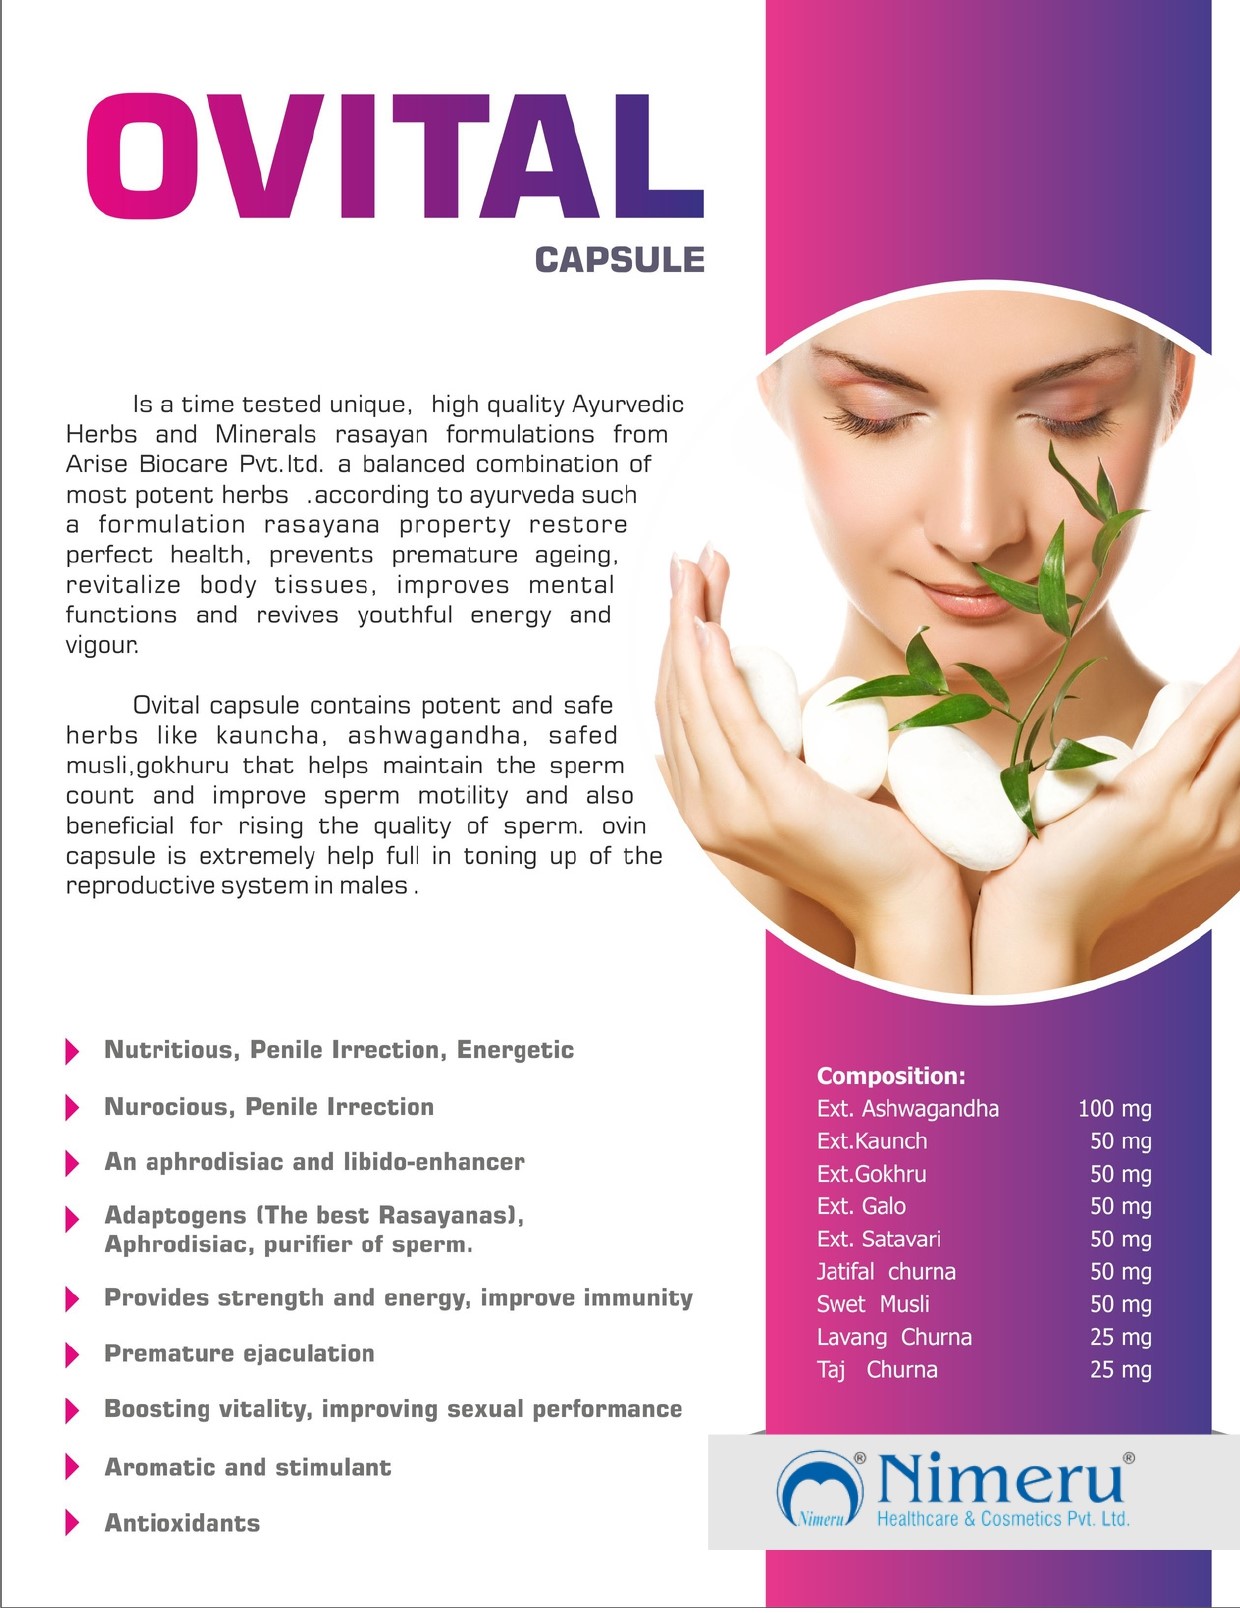 OVITAL
CAPSULE
Is a time tested unique, high quality Ayurvedic
Herbs and Minerals rasayan formulations from
Arise Biocare Pvt.ltd. a balanced combination of
most potent herbs .according to ayurveda such
a formulation rasayana property restore
perfect health, prevents premature ageing,
revitalize body tissues, improves mental
functions and revives youthful energy and
vigour.
Ovital capsule contains potent and safe
herbs like kauncha, ashwagandha, safed
musli,gokhuru that helps maintain the sperm
count and improve sperm motility and also
beneficial for rising the quality of sperm. ovin
capsule is extremely help full in toning up of the
reproductive system in males .
Nutritious, Penile Irrection, Energetic
Nurocious, Penile Irrection
An aphrodisiac and libido-enhancer
Adaptogens (The best Rasayanas),
Aphrodisiac, purifier of sperm.
Provides strength and energy, improve immunity
Premature ejaculation
Boosting vitality, improving sexual performance
Aromatic and stimulant
Antioxidants
Composition:
Ext. Ashwagandha 100 mg
Ext.Kaunch 50 mg
Ext.Gokhru 50 mg
Ext. Galo 50 mg
Ext. Satavari 50 mg
Jatifal churna 50 mg
Swet Musli 50 mg
Lavang Churna 25 mg
Taj Churna 25 mg
Nimeru ®
Nimeru ®
Healthcare & Cosmetics Pvt. Ltd.